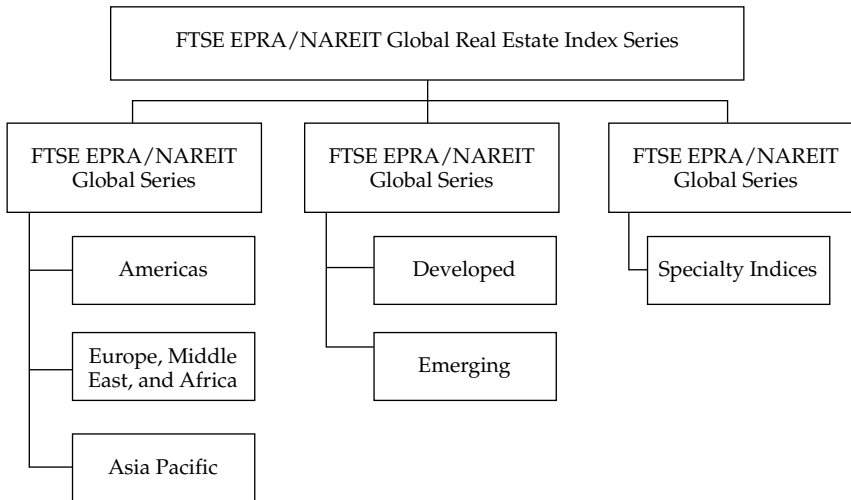 FTSE EPRA/NAREIT Global Real Estate Index Series
FTSE EPRA/NAREIT
Global Series
FTSE EPRA/NAREIT
Global Series
FTSE EPRA/NAREIT
Global Series
Americas
Europe, Middle
East, and Africa
Asia Pacific
Developed
Emerging
Specialty Indices